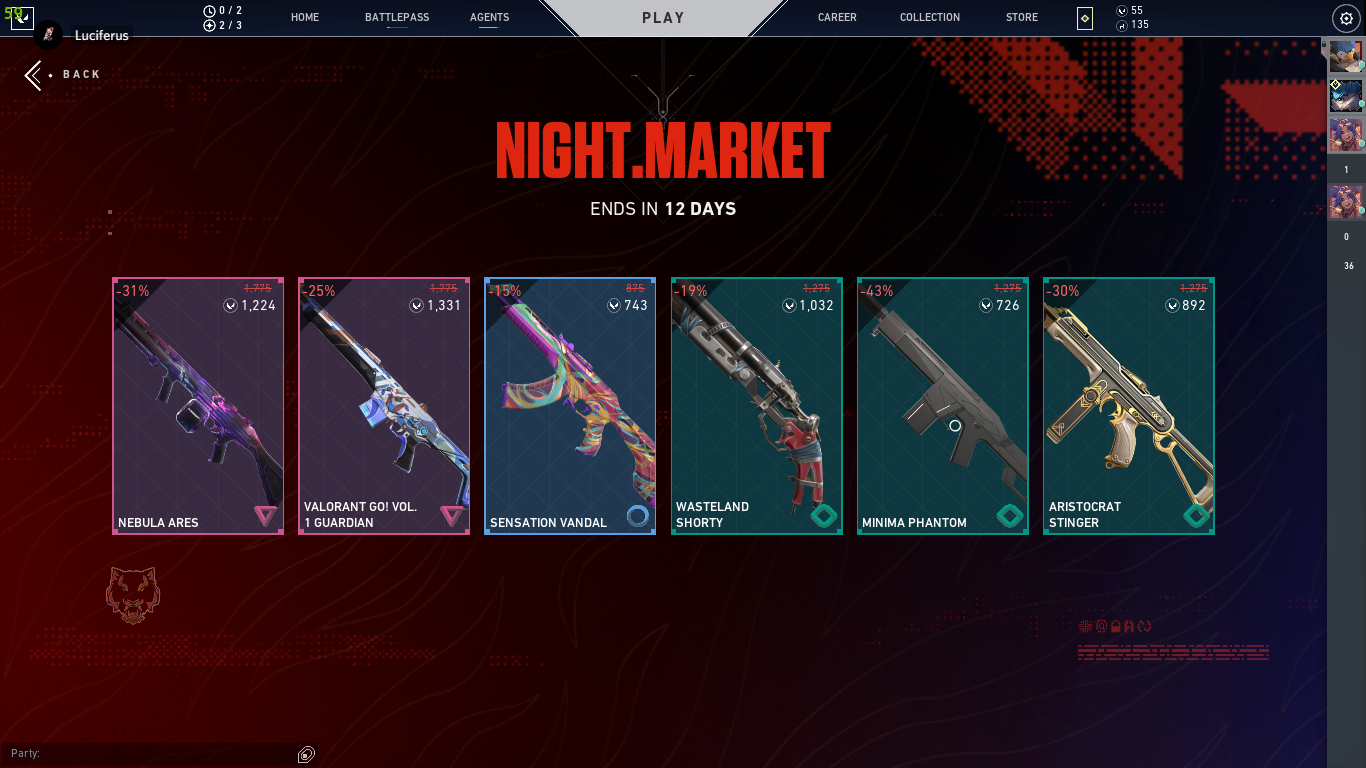 59
0 / 2
2 / 3
HOME
BATTLEPASS
AGENTS
PLAY
CAREER
COLLECTION
STORE
55
135
Luciferus
BACK
NIGHT.MARKET
ENDS IN 12 DAYS
-31%
1,775
1,224
NEBULA ARES
-25%
1,775
1,331
VALORANT GO! VOL.
1 GUARDIAN
-15%
875
743
SENSATION VANDAL
-19%
1,275
1,032
WASTELAND
SHORTY
-43%
1,275
726
MINIMA PHANTOM
-30%
1,275
892
ARISTOCRAT
STINGER
1
0
36
Party: